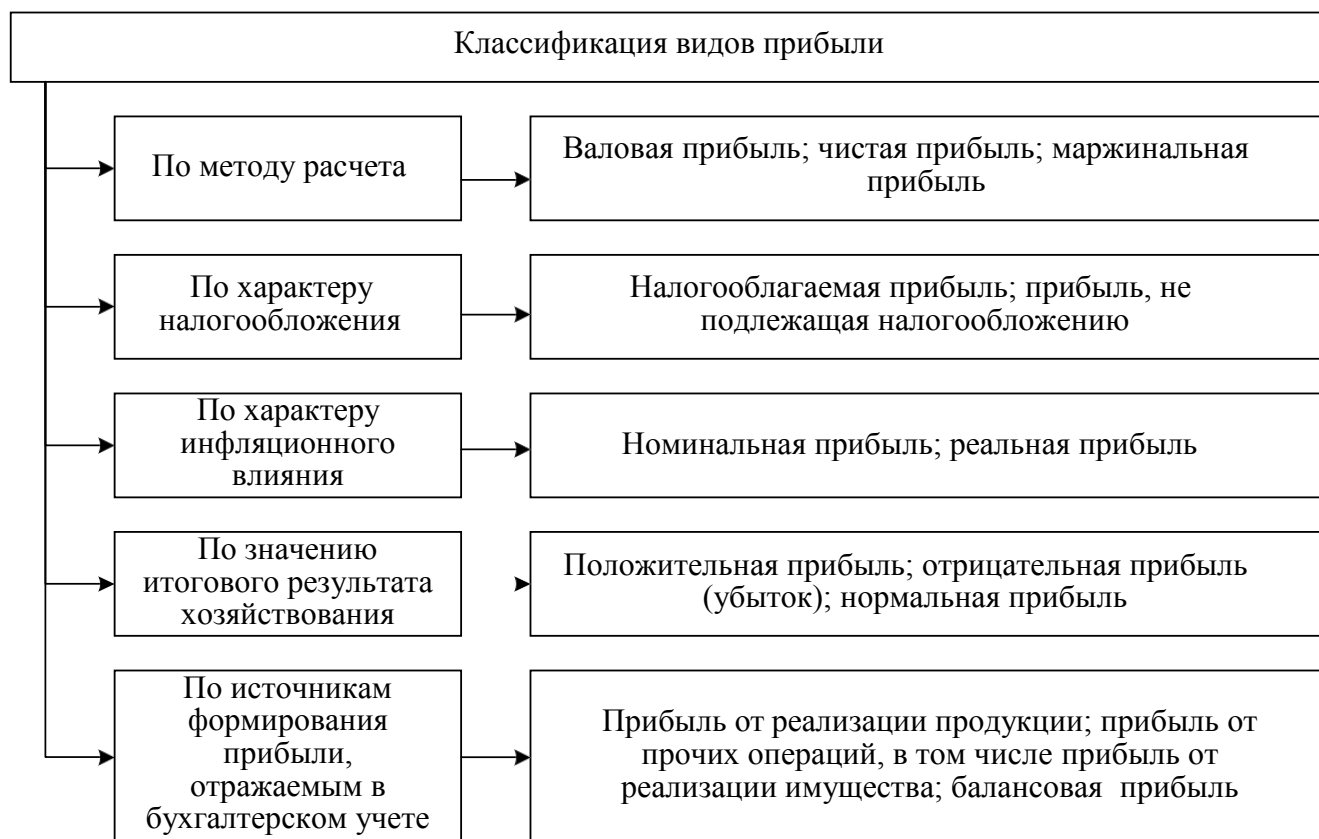 Классификация видов прибыли
По методу расчета
Валовая прибыль; чистая прибыль; маржинальная
прибыль
По характеру
налогообложения
Налогооблагаемая прибыль; прибыль, не
подлежащая налогообложению
По характеру
инфляционного
влияния
Номинальная прибыль; реальная прибыль
По значению
итогового результата
хозяйствования
Положительная прибыль; отрицательная прибыль
(убыток); нормальная прибыль
По источникам
формирования
прибыли,
отражаемым в
бухгалтерском учете
Прибыль от реализации продукции; прибыль от
прочих операций, в том числе прибыль от
реализации имущества; балансовая  прибыль